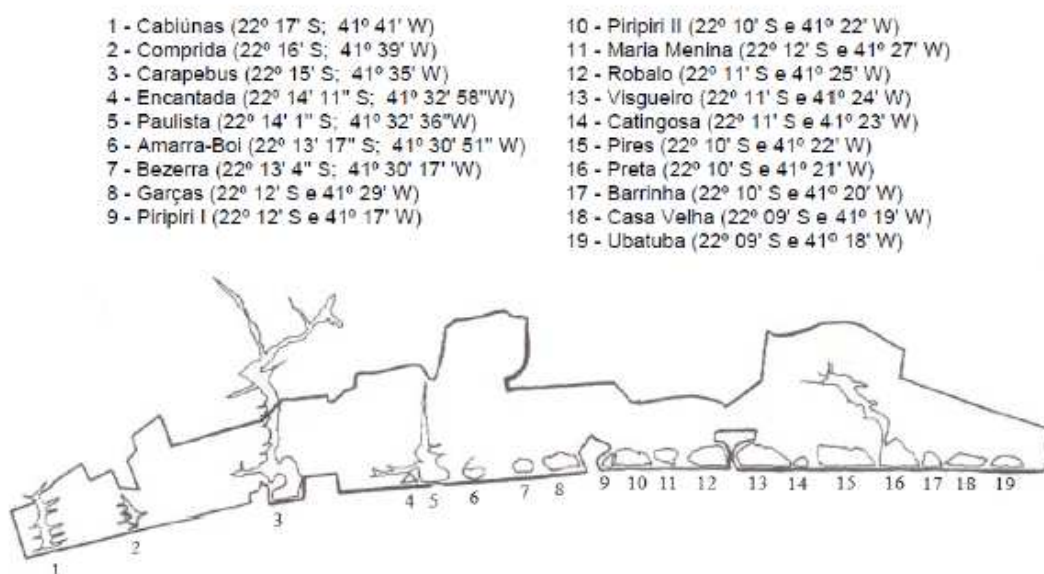 1 - Cabiúnas (22º 17' S; 41º 41' W)
2 - Comprida (22º 16' S; 41º 39' W)
3 - Carapebus (22º 15' S; 41º 35' W)
4 - Encantada (22º 14' 11" S; 41º 32' 58"W)
5 - Paulista (22º 14' 1" S; 41º 32' 36"W)
6 - Amarra-Boi (22º 13' 17" S; 41º 30' 51" W)
7 - Bezerra (22º 13' 4" S; 41º 30' 17' 'W)
8 - Garças (22º 12' S e 41º 29' W)
9 - Piripiri I (22º 12' S e 41º 17' W)
10 - Piripiri II (22º 10' S e 41º 22' W)
11 - Maria Menina (22º 12' S e 41º 27' W)
12 - Robalo (22º 11' S e 41º 25' W)
13 - Visgueiro (22º 11' S e 41º 24' W)
14 - Catingosa (22º 11' S e 41º 23' W)
15 - Pires (22º 10' S e 41º 22' W)
16 - Preta (22º 10' S e 41º 21' W)
17 - Barrinha (22º 10' S e 41º 20' W)
18 - Casa Velha (22º 09' S e 41º 19' W)
19 - Ubatuba (22º 09' S e 41º 18' W)
1 2 3 4 5 6 7 8 9 10 11 12 13 14 15 16 17 18 19